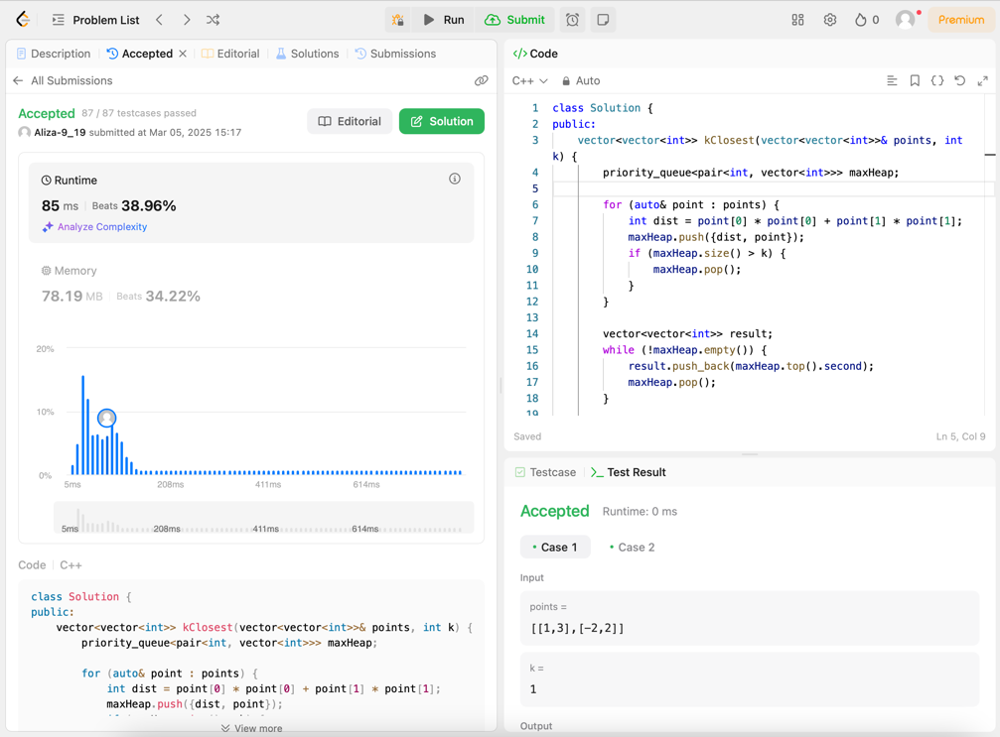 Problem List
Run
Submit
0
Premium
Description
Accepted
Editorial
Solutions
Submissions
All Submissions
Accepted 87 / 87 testcases passed
Aliza-9_19 submitted at Mar 05, 2025 15:17
Editorial
Solution
Runtime
85 ms Beats 38.96%
Analyze Complexity
Memory
78.19 MB Beats 34.22%
20%
10%
0%
5ms 208ms 411ms 614ms
5ms 208ms 411ms 614ms
Code C++
class Solution {
public:
    vector<vector<int>> kClosest(vector<vector<int>>& points, int k) {
        priority_queue<pair<int, vector<int>>> maxHeap;
        for (auto& point : points) {
            int dist = point[0] * point[0] + point[1] * point[1];
            maxHeap.push({dist, point});
View more
</> Code
C++ Auto
1 class Solution {
2 public:
3     vector<vector<int>> kClosest(vector<vector<int>>& points, int
k) {
4         priority_queue<pair<int, vector<int>>> maxHeap;
5
6         for (auto& point : points) {
7             int dist = point[0] * point[0] + point[1] * point[1];
8             maxHeap.push({dist, point});
9             if (maxHeap.size() > k) {
10                 maxHeap.pop();
11             }
12         }
13
14         vector<vector<int>> result;
15         while (!maxHeap.empty()) {
16             result.push_back(maxHeap.top().second);
17             maxHeap.pop();
18         }
19
Saved
Ln 5, Col 9
Testcase
Test Result
Accepted Runtime: 0 ms
• Case 1 • Case 2
Input
points =
[[1,3],[-2,2]]
k =
1
Output